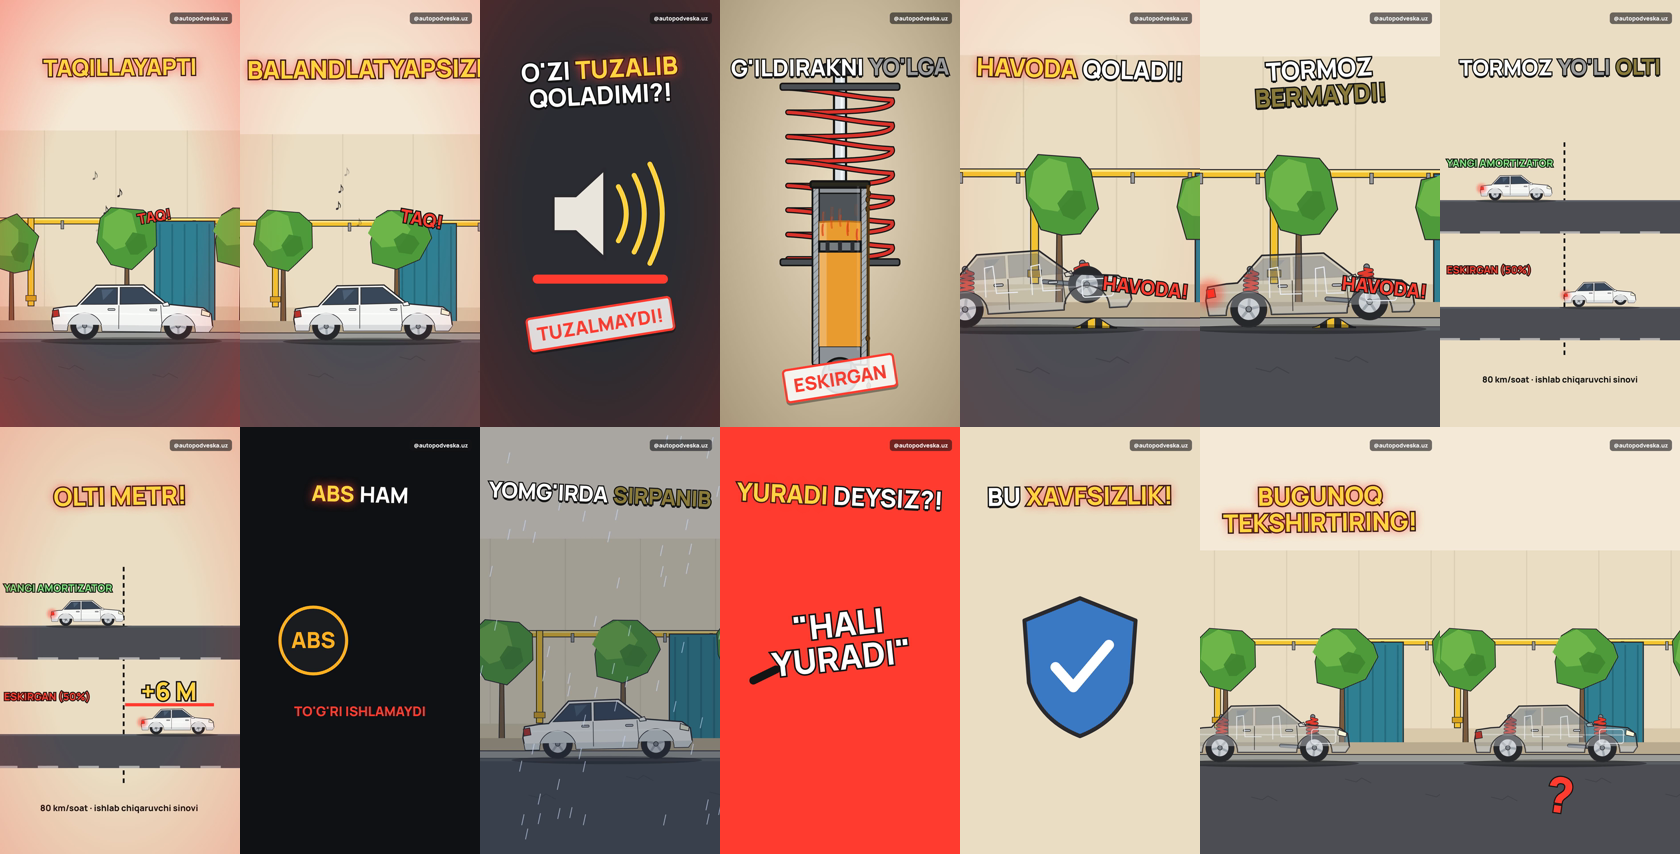 @autopodveska.uz
TAQILLAYAPTI
TAQ!
@autopodveska.uz
BALANDLATYAPSIZ
TAQ!
@autopodveska.uz
O'ZI TUZALIB
QOLADIMI?!
TUZALMAYDI!
@autopodveska.uz
G'ILDIRAKNI YO'LGA
ESKIRGAN
@autopodveska.uz
HAVODA QOLADI!
HAVODA!
@autopodveska.uz
TORMOZ
BERMAYDI!
HAVODA!
@autopodveska.uz
TORMOZ YO'LI OLTI
YANGI AMORTIZATOR
ESKIRGAN (50%)
80 km/soat · ishlab chiqaruvchi sinovi
@autopodveska.uz
OLTI METR!
YANGI AMORTIZATOR
ESKIRGAN (50%)
+6 M
80 km/soat · ishlab chiqaruvchi sinovi
@autopodveska.uz
ABS HAM
ABS
TO'G'RI ISHLAMAYDI
@autopodveska.uz
YOMG'IRDA SIRPANIB
@autopodveska.uz
YURADI DEYSIZ?!
"HALI
YURADI"
@autopodveska.uz
BU XAVFSIZLIK!
@autopodveska.uz
BUGUNOQ
TEKSHIRTIRING!
@autopodveska.uz
?